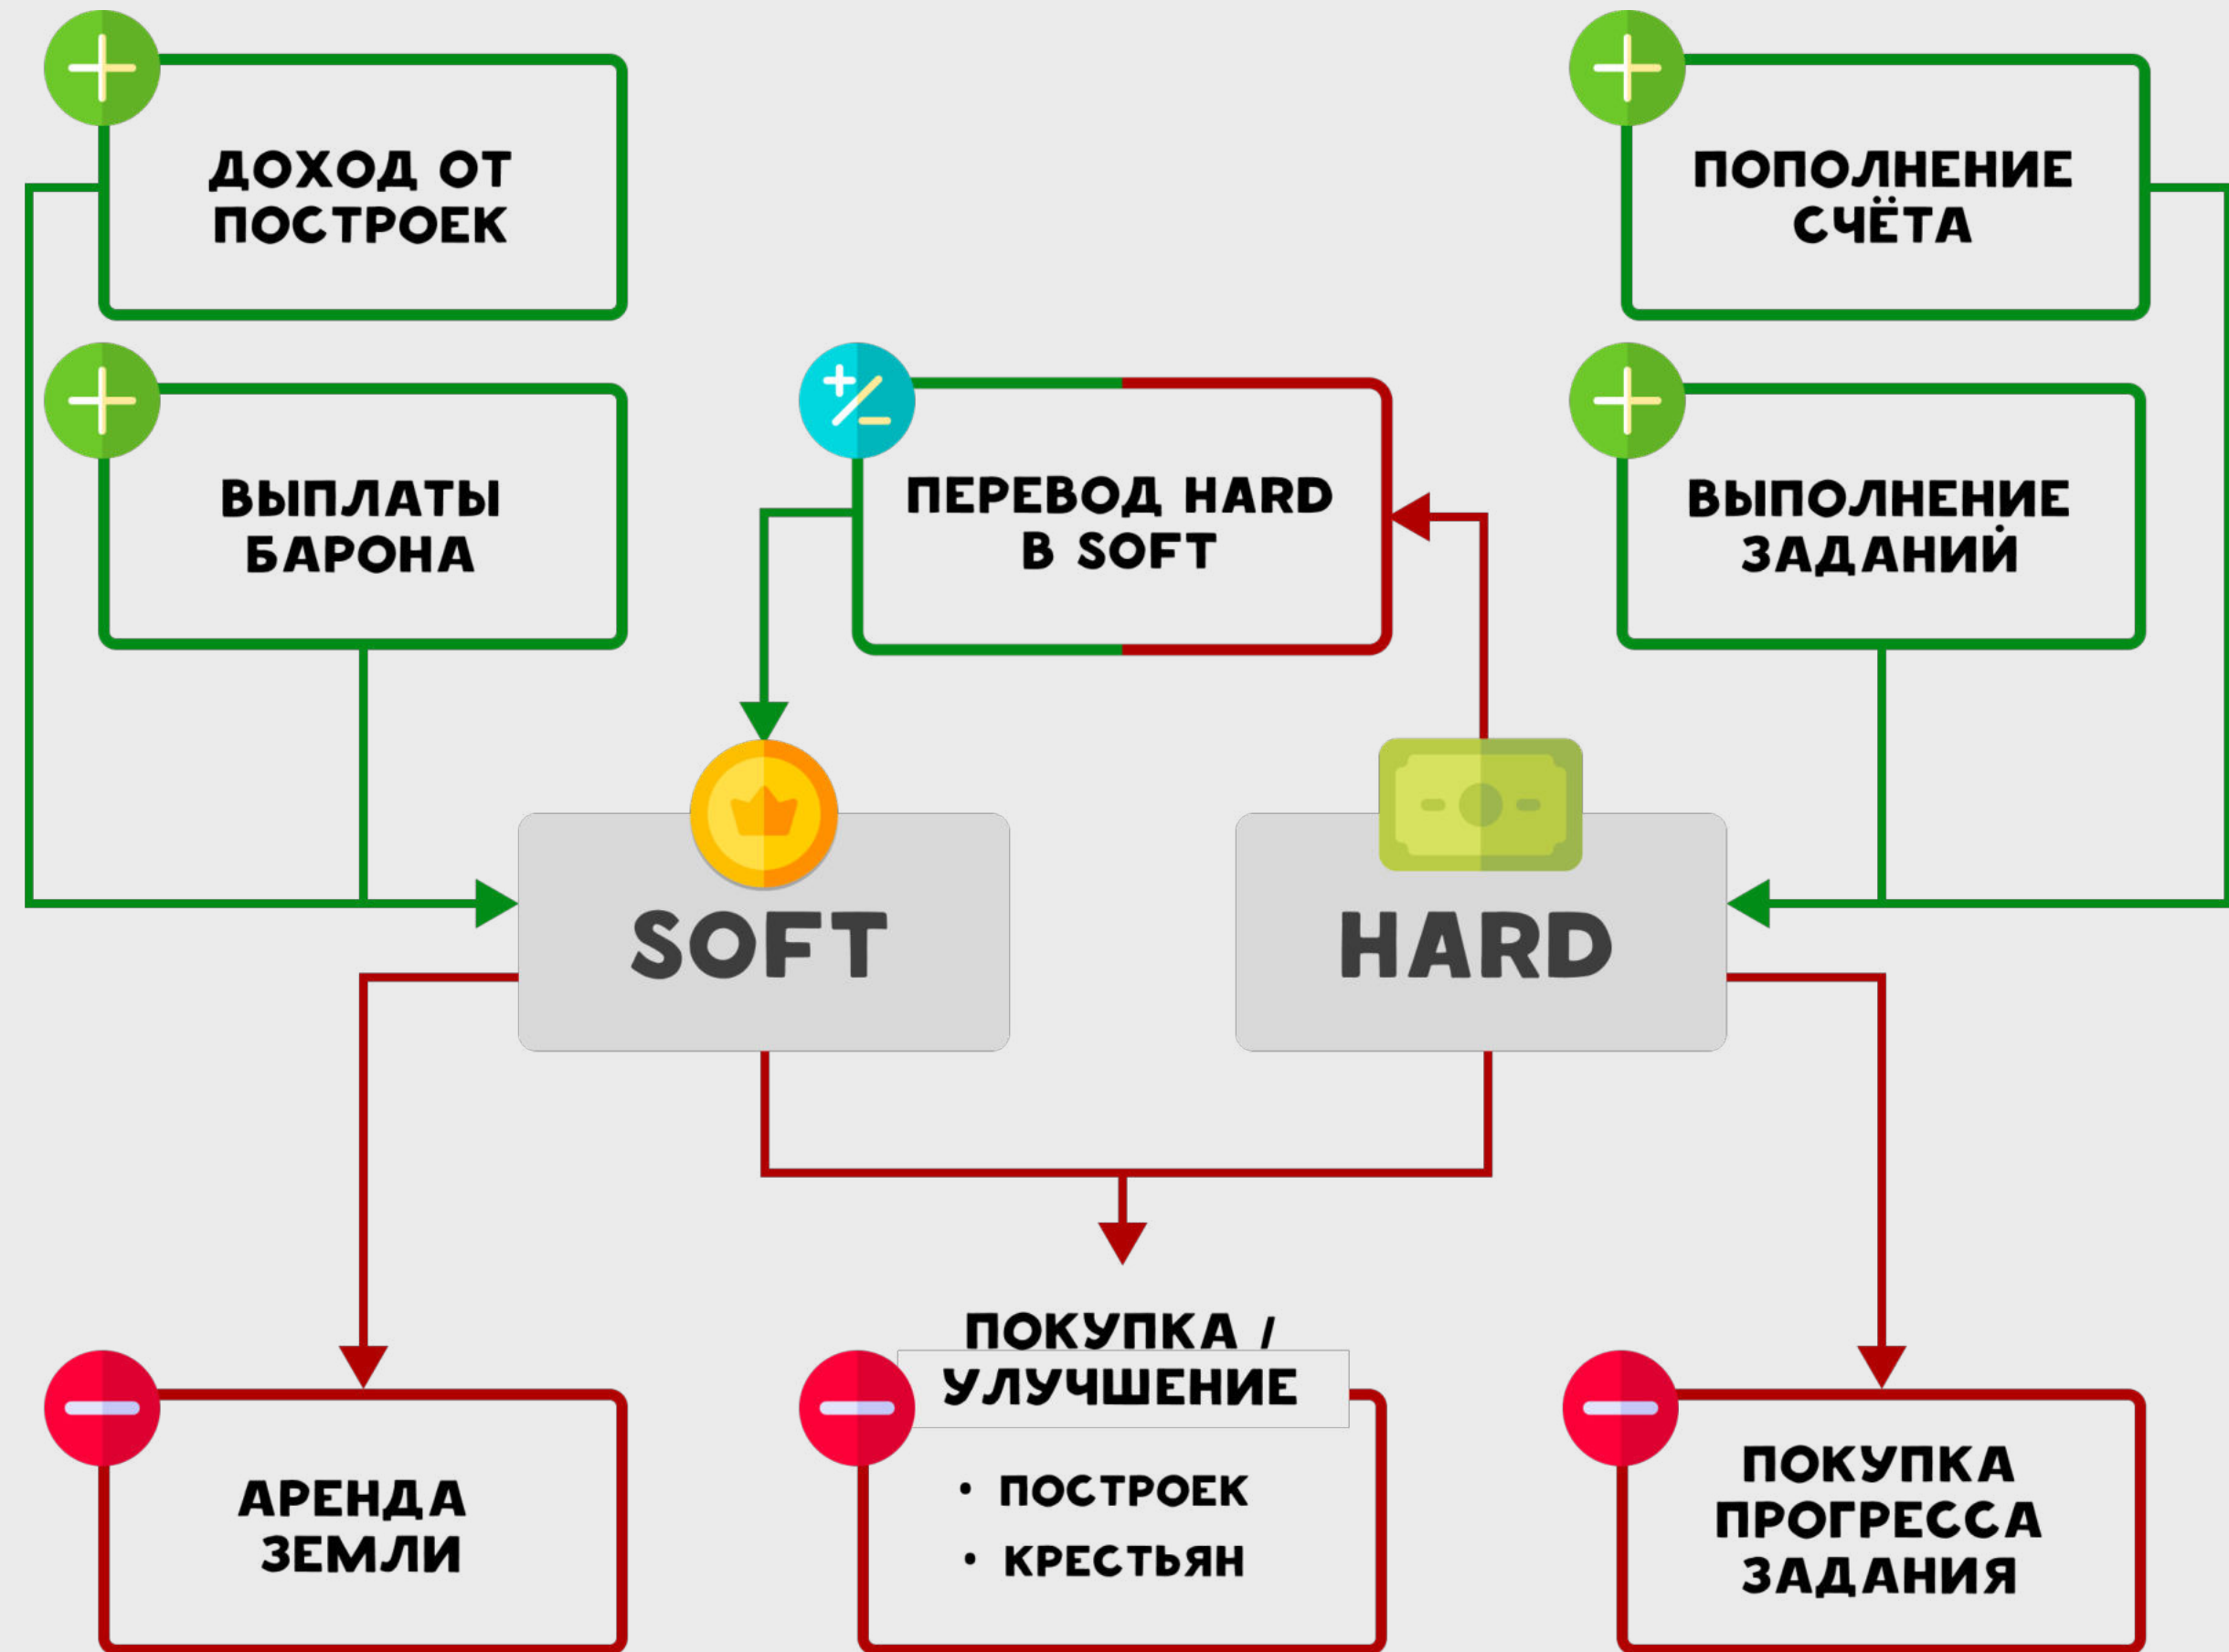 ДОХОД ОТ
ПОСТРОЕК
ПОПОЛНЕНИЕ
СЧЁТА
ВЫПЛАТЫ
БАРОНА
ПЕРЕВОД HARD
В SOFT
ВЫПОЛНЕНИЕ
ЗАДАНИЙ
SOFT
HARD
АРЕНДА
ЗЕМЛИ
ПОКУПКА /
УЛУЧШЕНИЕ
• ПОСТРОЕК
• КРЕСТЬЯН
ПОКУПКА
ПРОГРЕССА
ЗАДАНИЯ